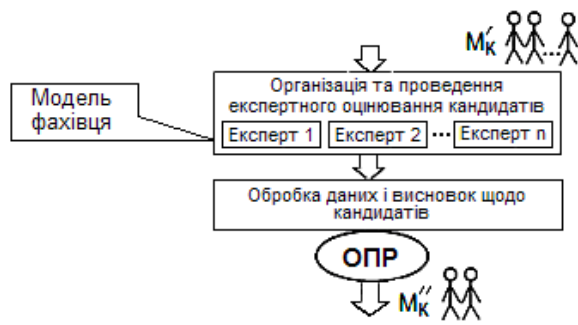 M′K ...
Організація та проведення
експертного оцінювання кандидатів
Модель
фахівця
Експерт 1 Експерт 2 ... Експерт n
Обробка даних і висновок щодо
кандидатів
ОПР
M′′K